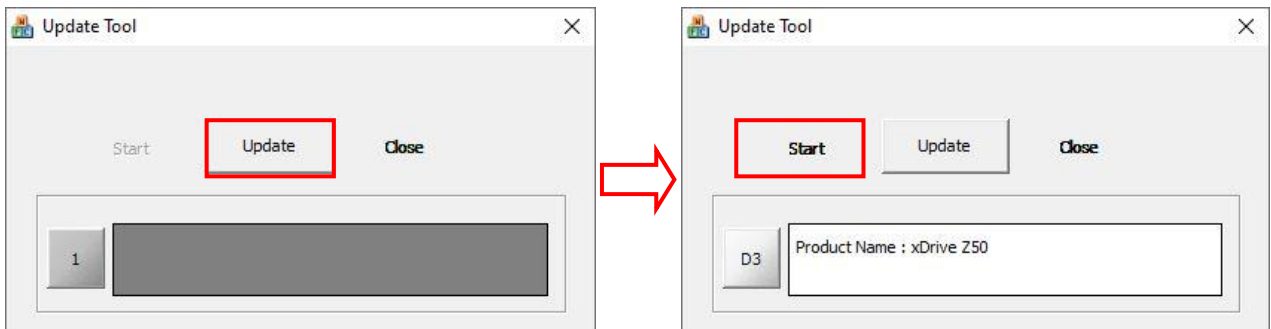 Update Tool
Start
Update
Close
1
Update Tool
Start
Update
Close
D3
Product Name : xDrive Z50